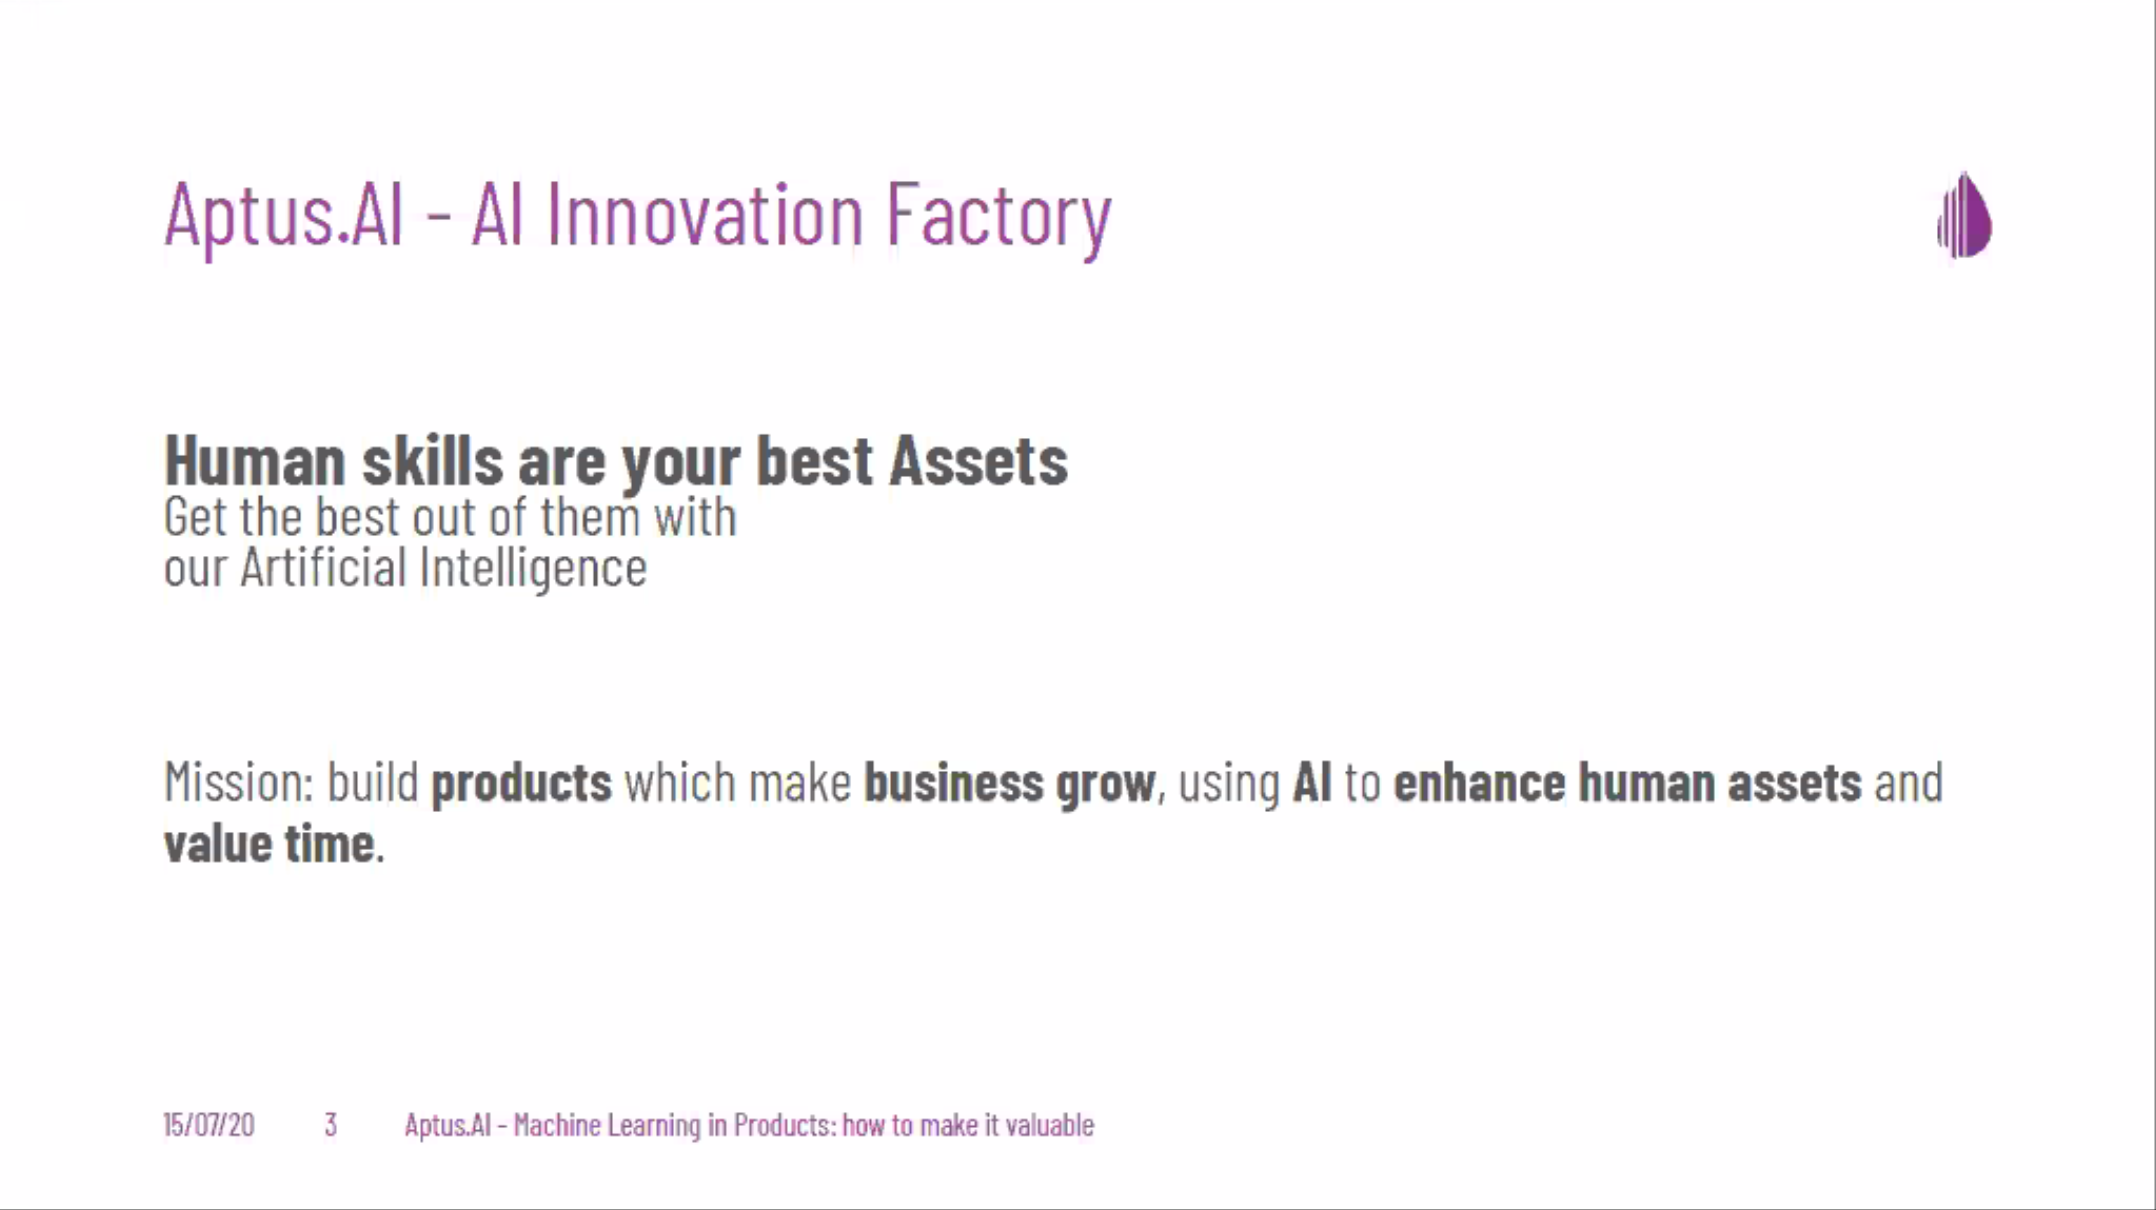 Aptus.AI - AI Innovation Factory
Human skills are your best Assets
Get the best out of them with
our Artificial Intelligence
Mission: build products which make business grow, using AI to enhance human assets and
value time.
15/07/20 3 Aptus.AI - Machine Learning in Products: how to make it valuable